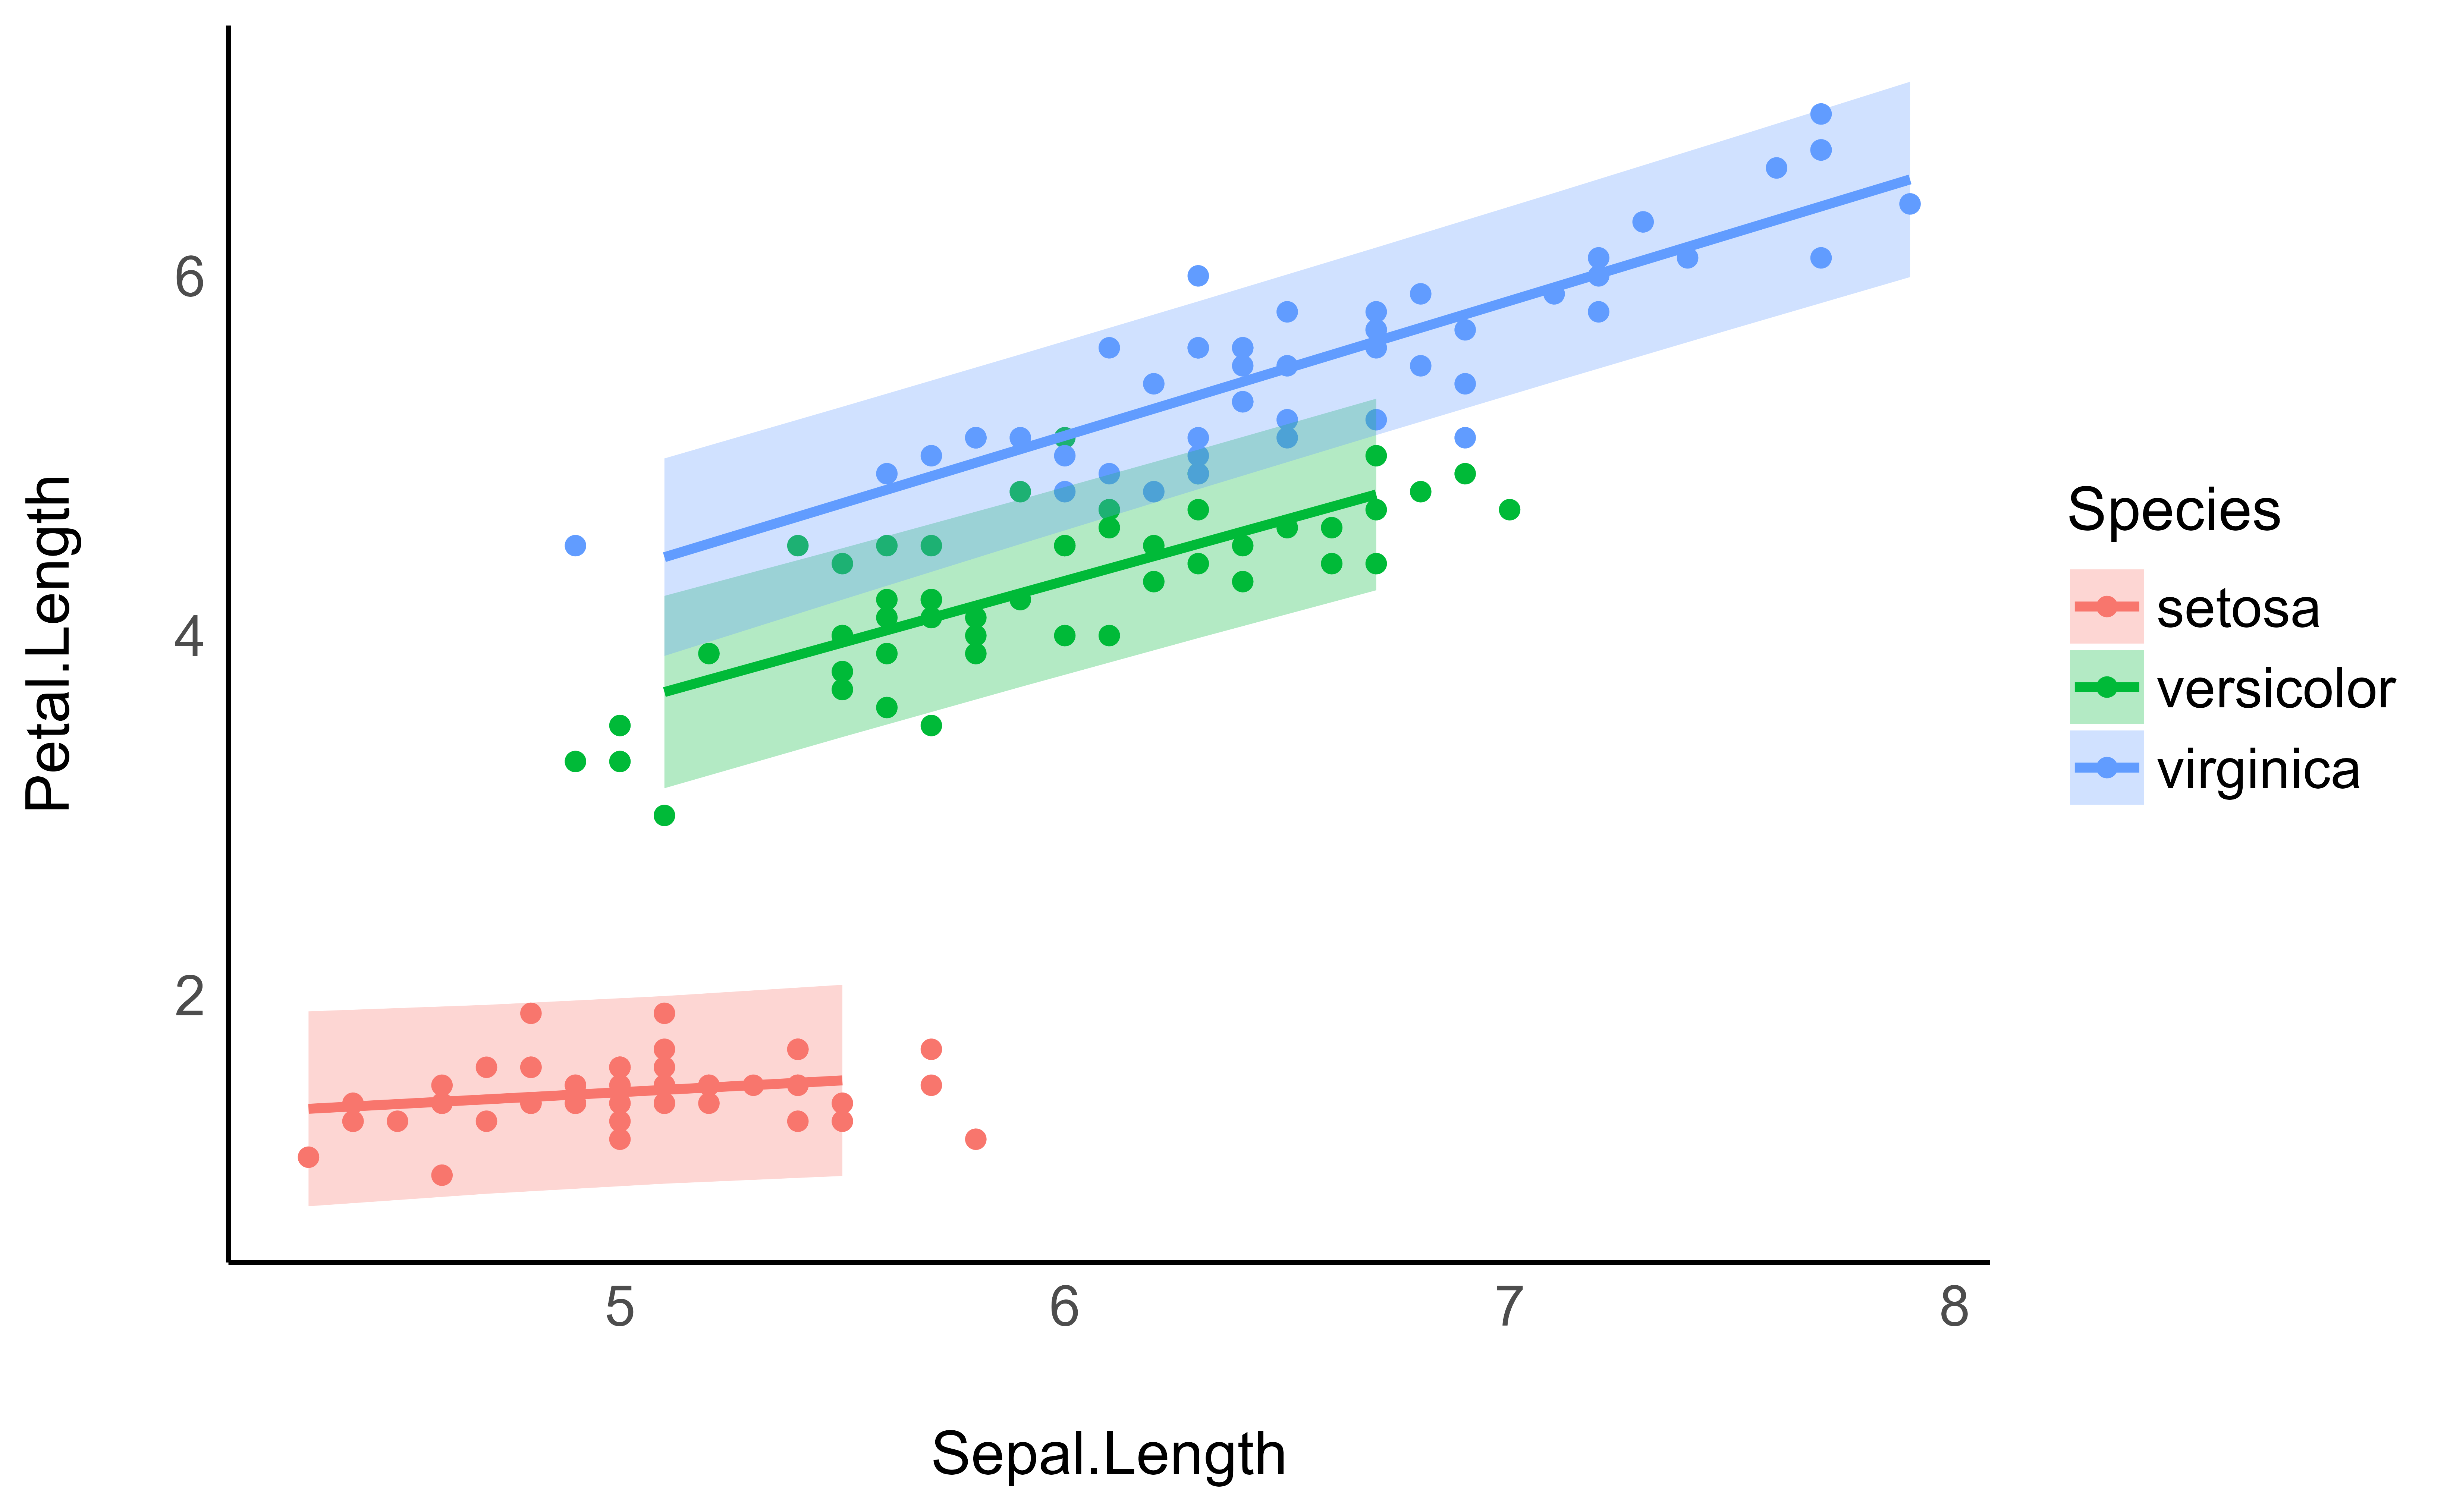 Petal.Length
6
4
2
5 6 7 8
Sepal.Length
Species
setosa
versicolor
virginica